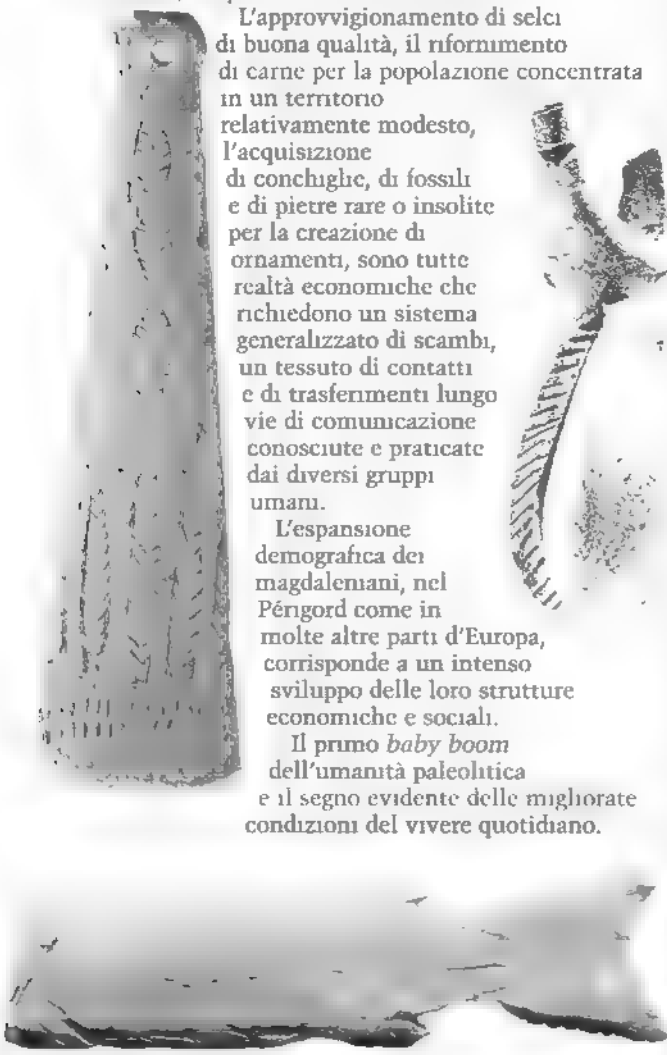 L'approvvigionamento di selci
di buona qualità, il rifornimento
di carne per la popolazione concentrata
in un territorio
relativamente modesto,
l'acquisizione
di conchiglie, di fossili
e di pietre rare o insolite
per la creazione di
ornamenti, sono tutte
realtà economiche che
richiedono un sistema
generalizzato di scambi,
un tessuto di contatti
e di trasferimenti lungo
vie di comunicazione
conosciute e praticate
dai diversi gruppi
umani.
L'espansione
demografica dei
magdaleniani, nel
Périgord come in
molte altre parti d'Europa,
corrisponde a un intenso
sviluppo delle loro strutture
economiche e sociali.
Il primo baby boom
dell'umanità paleolitica
è il segno evidente delle migliorate
condizioni del vivere quotidiano.